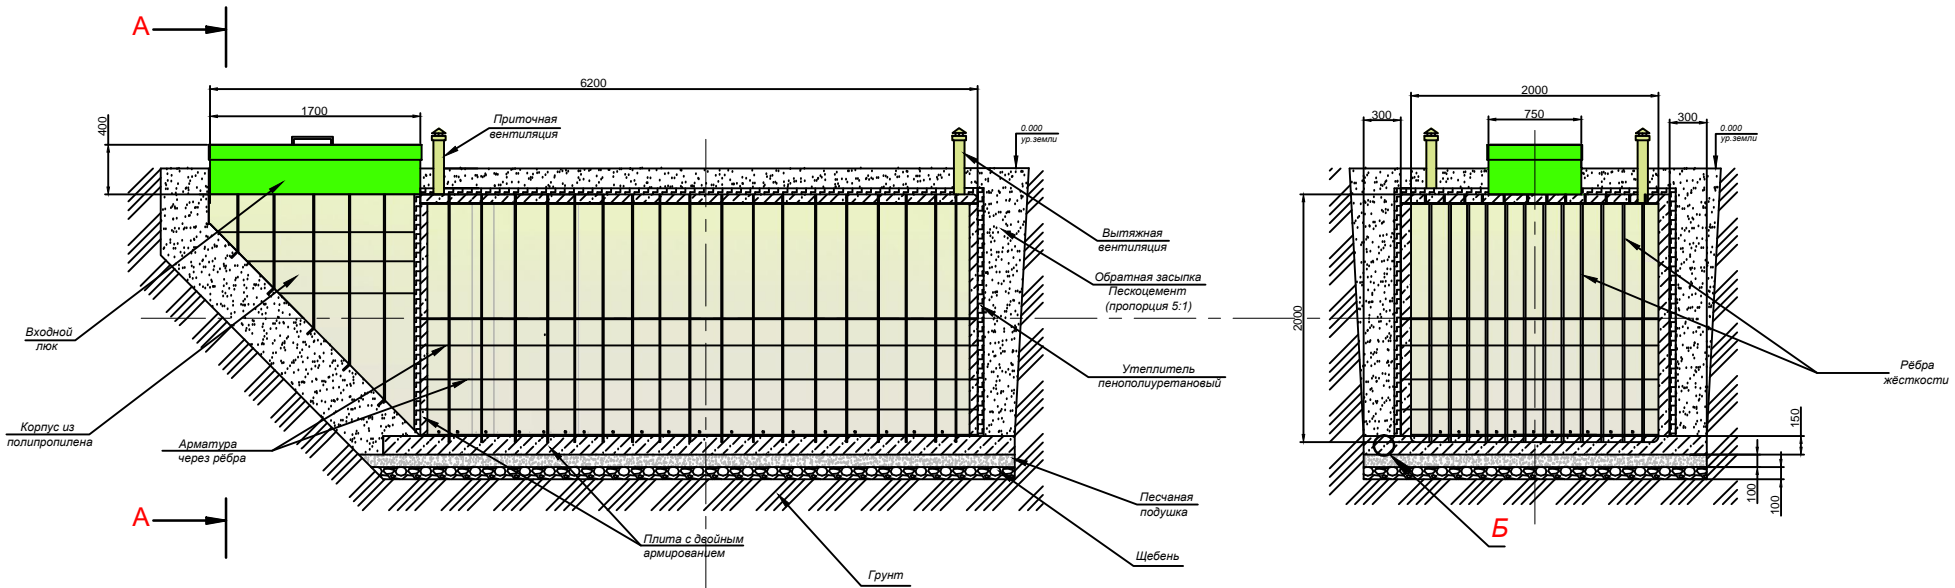 А
6200
1700
400
Приточная
вентиляция
0.000
ур.земли
Вытяжная
вентиляция
Обратная засыпка
Пескоцемент
(пропорция 5:1)
Входной
люк
Утеплитель
пенополиуретановый
Корпус из
полипропилена
Арматура
через рёбра
А
Плита с двойным
армированием
Песчаная
подушка
Щебень
Грунт
2000
300
750
300
0.000
ур.земли
2000
Рёбра
жёсткости
150
100
100
Б